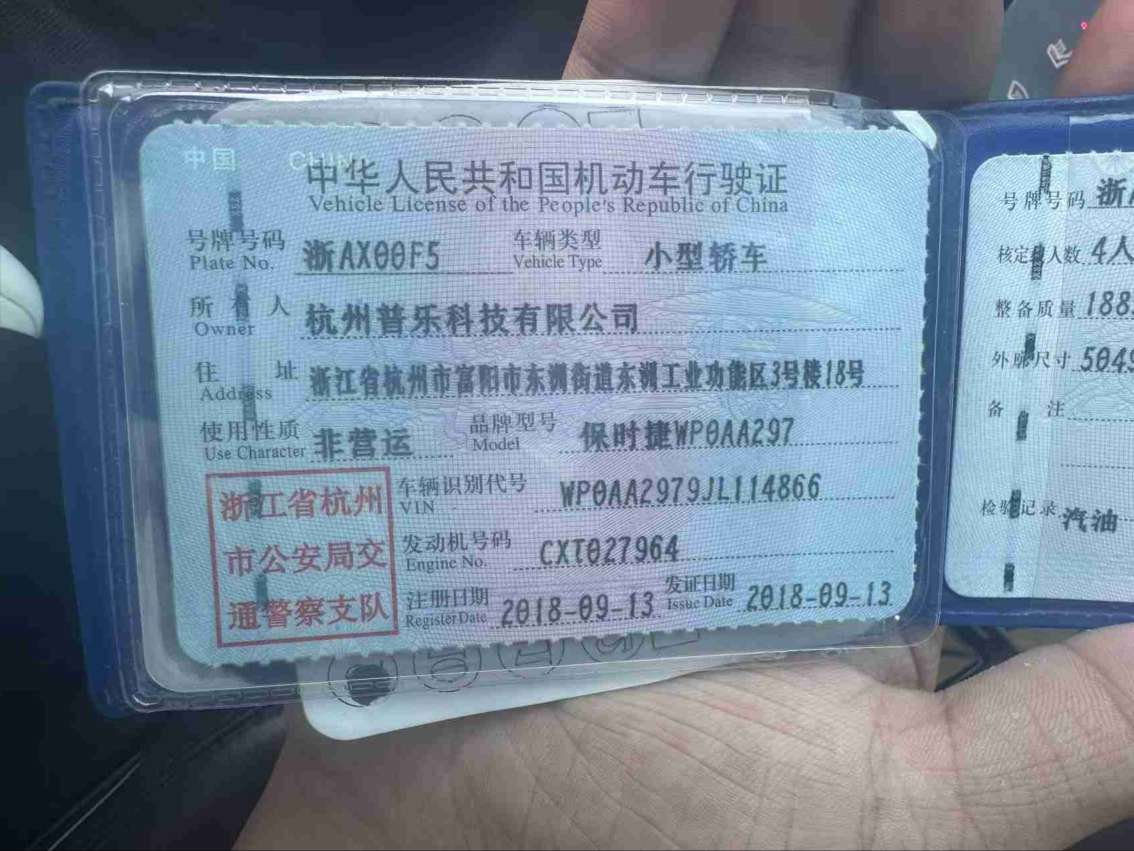 中国 CHINA
中华人民共和国机动车行驶证
Vehicle License of the People's Republic of China
号牌号码 浙AX00F5 车辆类型 小型轿车
Plate No. Vehicle Type
所有人 杭州普乐科技有限公司
Owner
住址 浙江省杭州市富阳市东洲街道东洲工业功能区3号楼18号
Address
使用性质 非营运 品牌型号 保时捷WP0AA297
Use Character Model
浙江省杭州
市公安局交
通警察支队
车辆识别代号 WP0AA2979JL114866
VIN
发动机号码 CXT027964
Engine No.
注册日期 2018-09-13 发证日期 2018-09-13
Register Date Issue Date
号牌号码 浙
核定载人数 4人
整备质量 188
外廓尺寸 5049
备注
检验记录 汽油